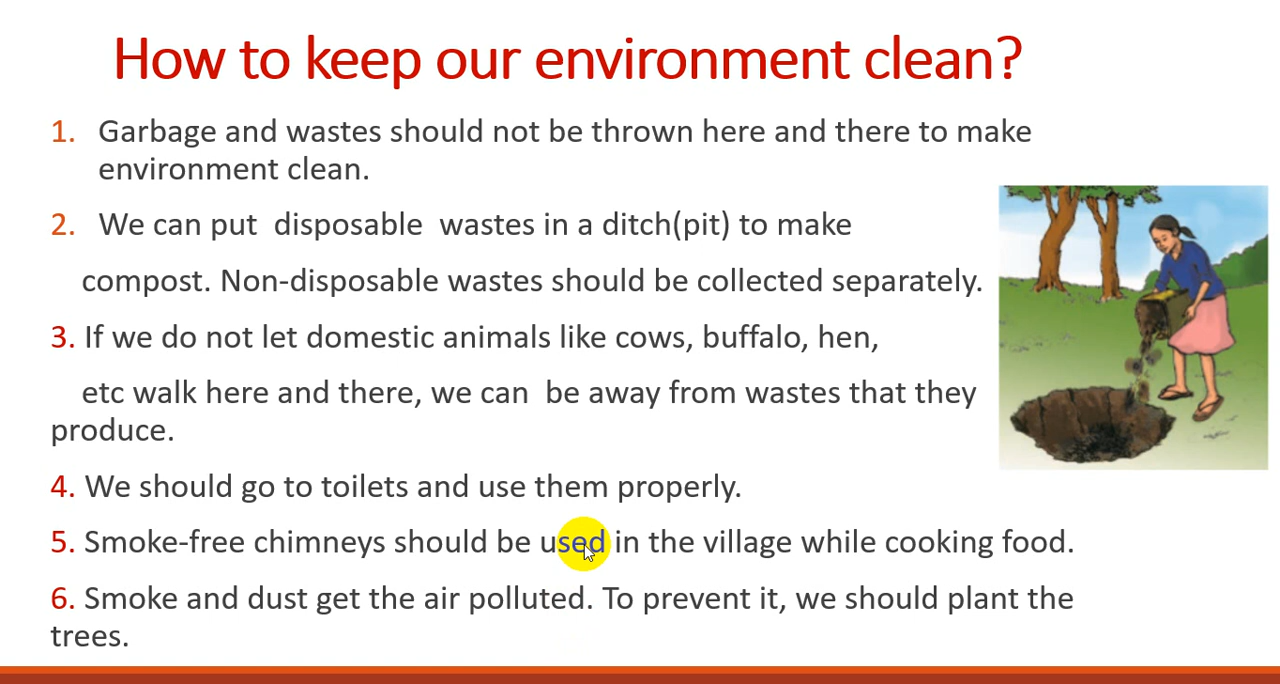 How to keep our environment clean?
1. Garbage and wastes should not be thrown here and there to make
environment clean.
2. We can put disposable wastes in a ditch(pit) to make
compost. Non-disposable wastes should be collected separately.
3. If we do not let domestic animals like cows, buffalo, hen,
etc walk here and there, we can be away from wastes that they
produce.
4. We should go to toilets and use them properly.
5. Smoke-free chimneys should be used in the village while cooking food.
6. Smoke and dust get the air polluted. To prevent it, we should plant the
trees.